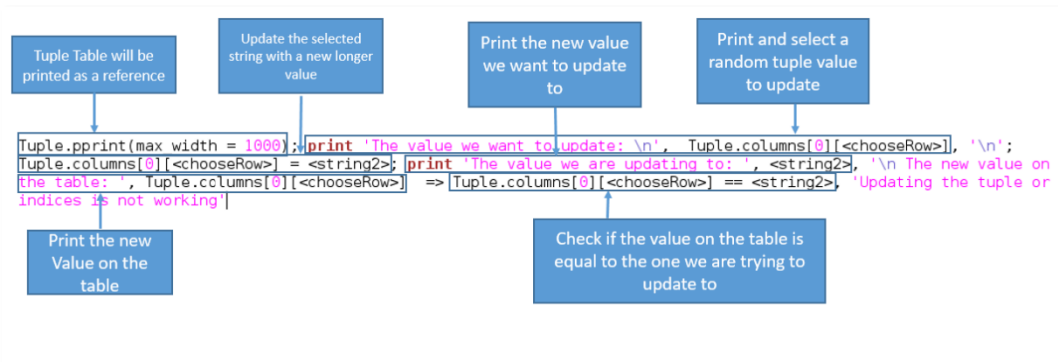 Tuple Table will be
printed as a reference
Update the selected
string with a new longer
value
Print the new value
we want to update
to
Print and select a
random tuple value
to update
Tuple.pprint(max width = 1000); print 'The value we want to update: \n',  Tuple.columns[0][<chooseRow>], '\n';
Tuple.columns[0][<chooseRow>] = <string2>; print 'The value we are updating to: ', <string2>, '\n The new value on
the table: ', Tuple.columns[0][<chooseRow>]  => Tuple.columns[0][<chooseRow>] == <string2>, 'Updating the tuple or
indices is not working'
Print the new
Value on the
table
Check if the value on the table is
equal to the one we are trying to
update to